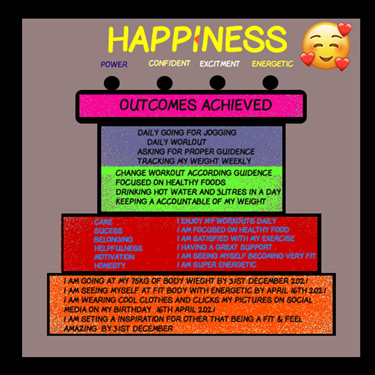 HAPP!NESS
POWER CONFIDENT EXCITMENT ENERGETIC
OUTCOMES ACHIEVED
DAILY GOING FOR JOGGING
DAILY WORLOUT
ASKING FOR PROPER GUIDENCE
TRACKING MY WEIGHT WEEKLY
CHANGE WORKOUT ACCORDING GUIDENCE
FOCUSED ON HEALTHY FOODS
DRINKING HOT WATER AND 3LITRES IN A DAY
KEEPING A ACCOUNTABLE OF MY WEIGHT
CARE I ENJOY MY WORKOUTS DAILY
SUCESS I AM FOCUSED ON HEALTHY FOOD
BELONGING I AM SATISFIED WITH MY EXERCISE
HELPFULNESS I HAVING A GREAT SUPPORT
MOTIVATION I AM SEEING MYSELF BECOMING VERY FIT
HONESTY I AM SUPER ENERGETIC
I AM GOING AT MY 75KG OF BODY WIEGHT BY 31EST DECEMBER 2021
I AM SEEING MYSELF AT FIT BODY WITH ENERGETIC BY APRIL 16TH 2021
I AM WEARING COOL CLOTHES AND CLICKS MY PICTURES ON SOCIAL
MEDIA ON MY BIRTHDAY 16TH APRIL 2021
I AM SETING A INSPIRATION FOR OTHER THAT BEING A FIT & FEEL
AMAZING BY 31EST DECEMBER